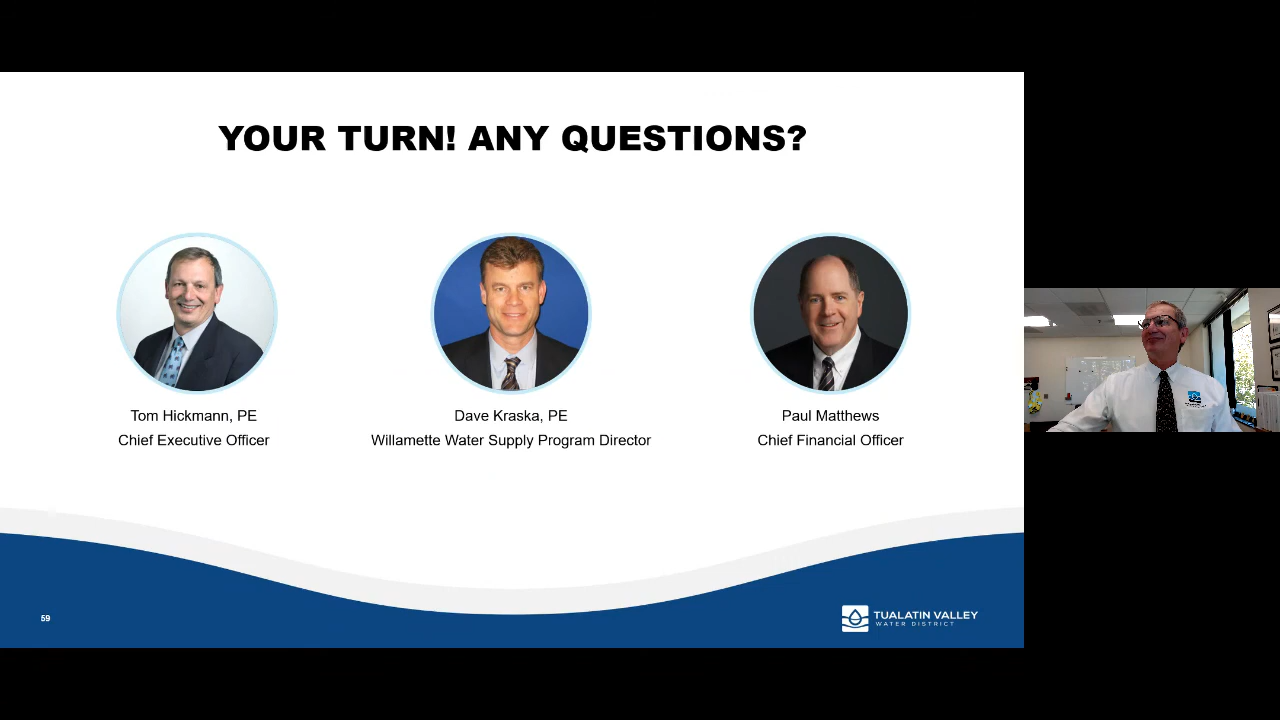 YOUR TURN! ANY QUESTIONS?
Tom Hickmann, PE
Chief Executive Officer
Dave Kraska, PE
Willamette Water Supply Program Director
Paul Matthews
Chief Financial Officer
59
TUALATIN VALLEY
WATER DISTRICT